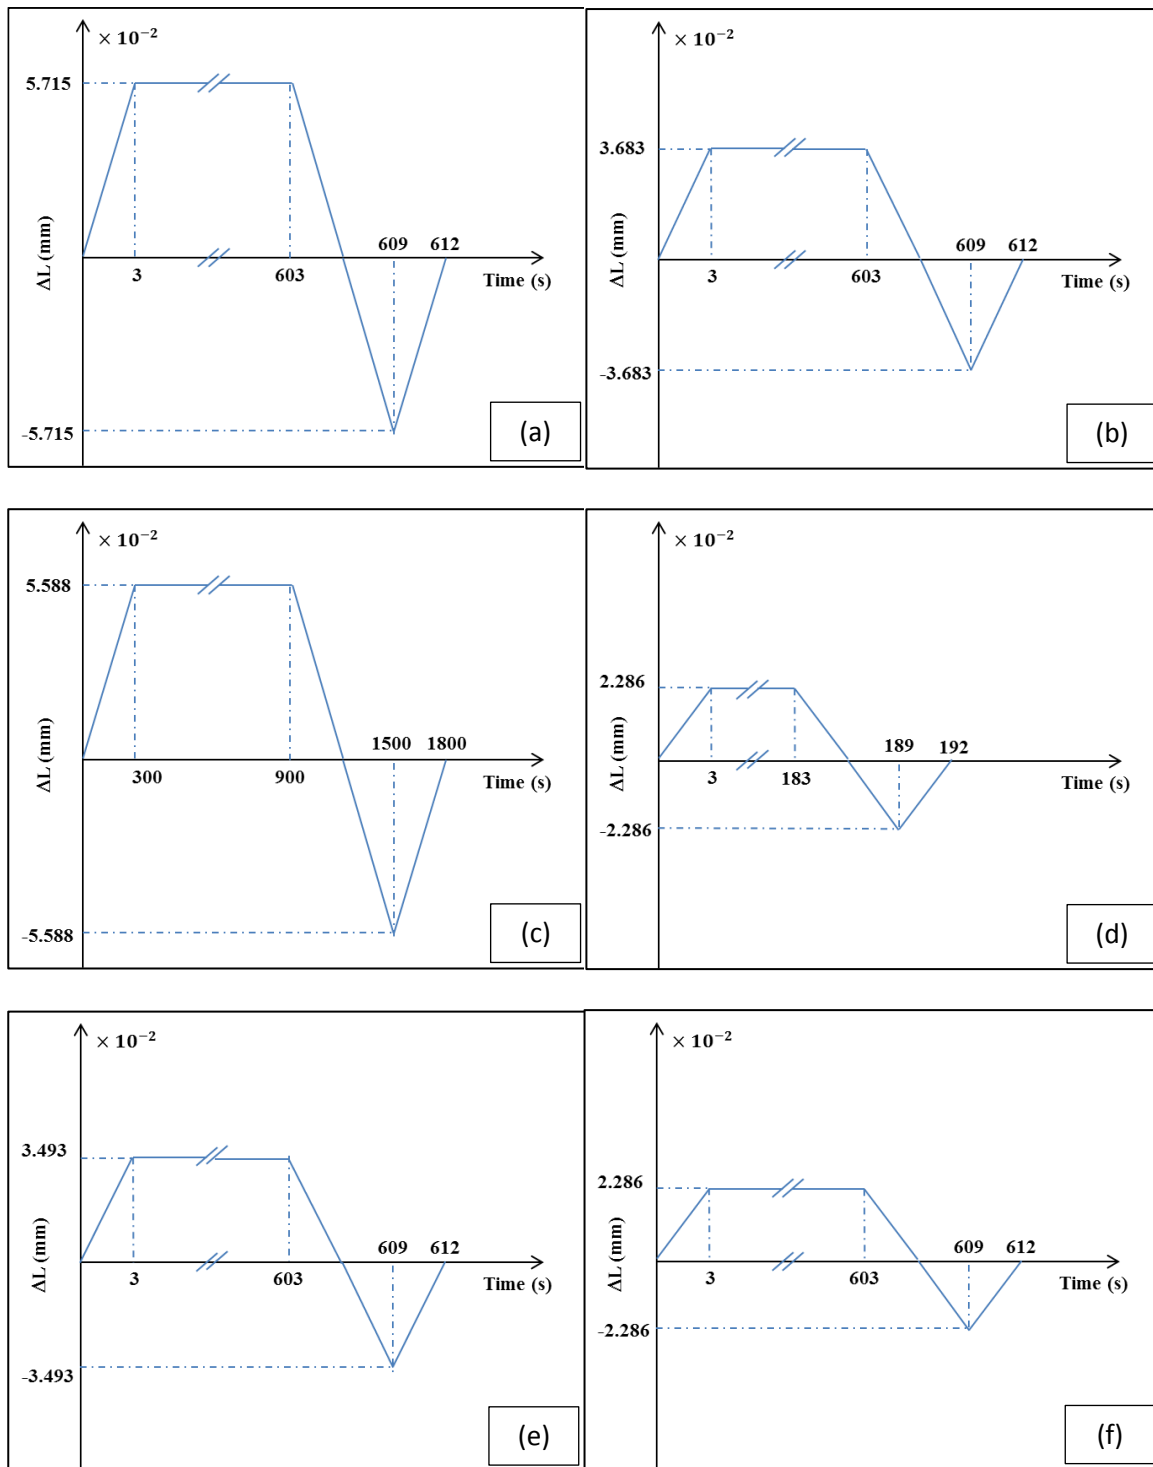 × 10⁻²
5.715
ΔL (mm)
3
603
609
612
Time (s)
-5.715
(a)
× 10⁻²
3.683
ΔL (mm)
3
603
609
612
Time (s)
-3.683
(b)
× 10⁻²
5.588
ΔL (mm)
300
900
1500
1800
Time (s)
-5.588
(c)
× 10⁻²
2.286
ΔL (mm)
3
183
189
192
Time (s)
-2.286
(d)
× 10⁻²
3.493
ΔL (mm)
3
603
609
612
Time (s)
-3.493
(e)
× 10⁻²
2.286
ΔL (mm)
3
603
609
612
Time (s)
-2.286
(f)